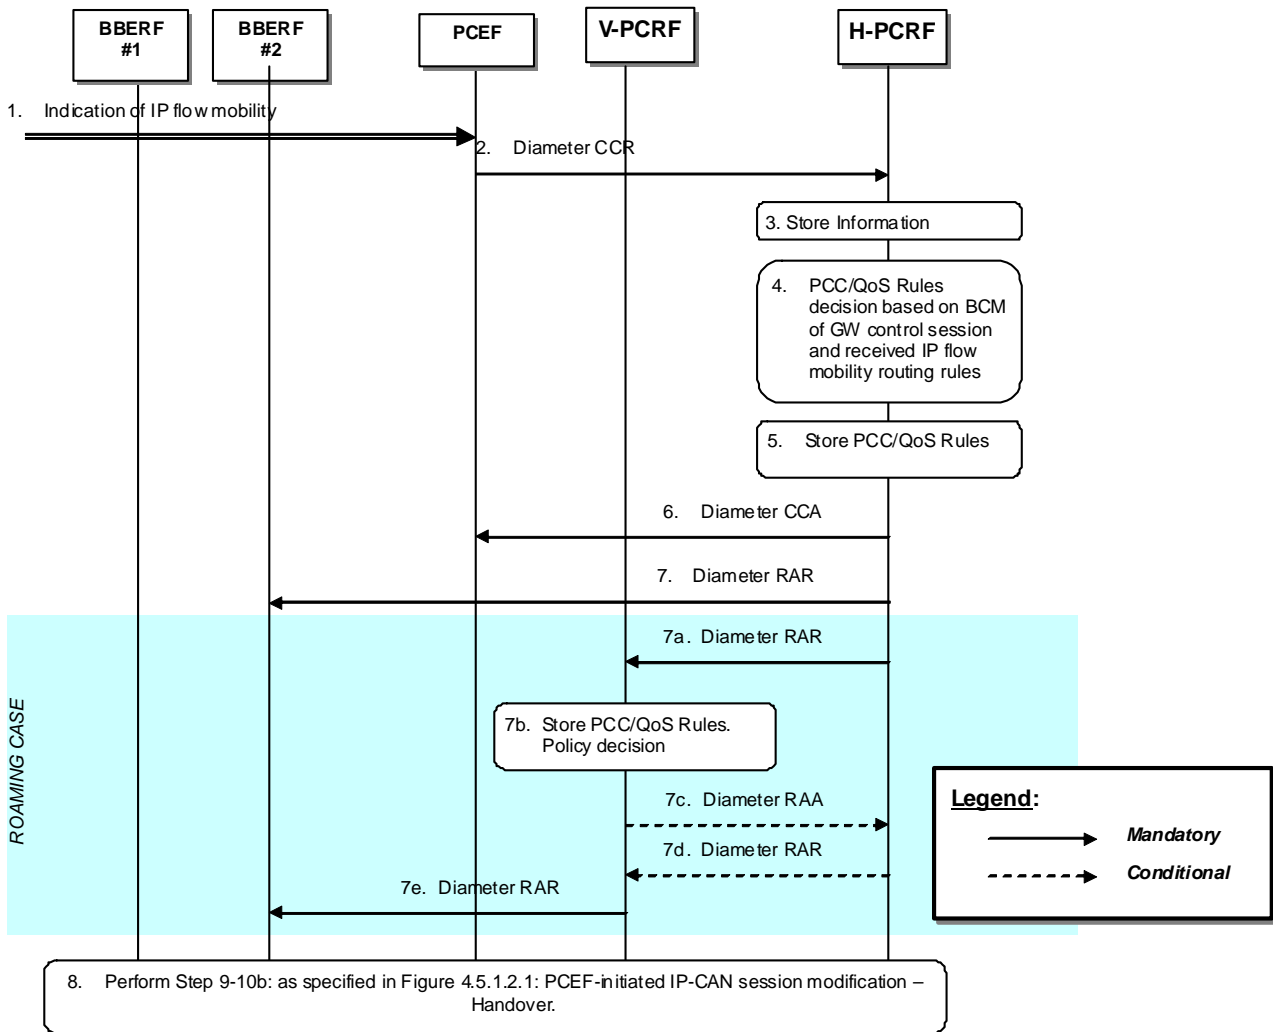 BBERF
#1
BBERF
#2
PCEF
V-PCRF
H-PCRF
1. Indication of IP flow mobility
2. Diameter CCR
3. Store Information
4. PCC/QoS Rules
decision based on BCM
of GW control session
and received IP flow
mobility routing rules
5. Store PCC/QoS Rules
6. Diameter CCA
7. Diameter RAR
ROAMING CASE
7a. Diameter RAR
7b. Store PCC/QoS Rules.
Policy decision
7c. Diameter RAA
7d. Diameter RAR
7e. Diameter RAR
Legend:
Mandatory
Conditional
8. Perform Step 9-10b: as specified in Figure 4.5.1.2.1: PCEF-initiated IP-CAN session modification –
Handover.